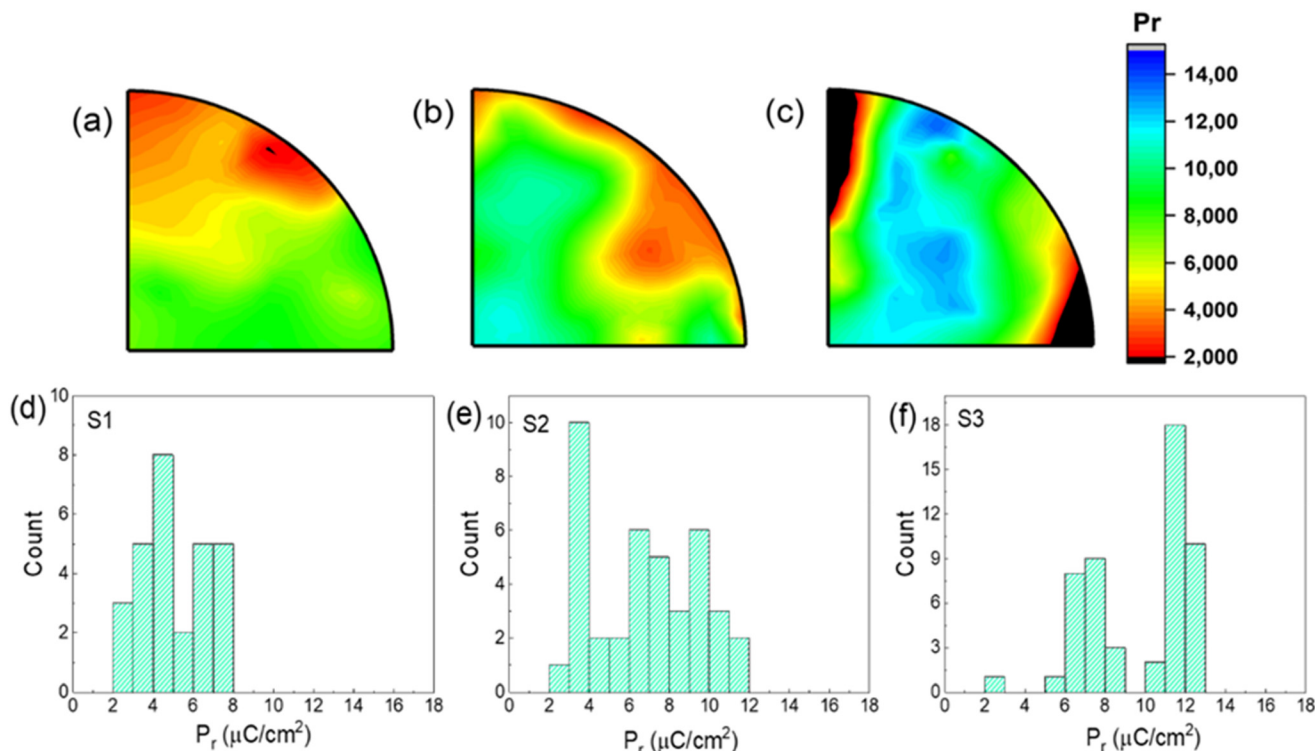 Pr
(a)
(b)
(c)
14,00
12,00
10,00
8,000
6,000
4,000
2,000
(d)
S1
10
8
6
4
2
0
Count
0 2 4 6 8 10 12 14 16 18
Pr (μC/cm²)
(e)
S2
10
8
6
4
2
0
Count
0 2 4 6 8 10 12 14 16 18
Pr (μC/cm²)
(f)
S3
18
15
12
9
6
3
0
Count
0 2 4 6 8 10 12 14 16 18
Pr (μC/cm²)